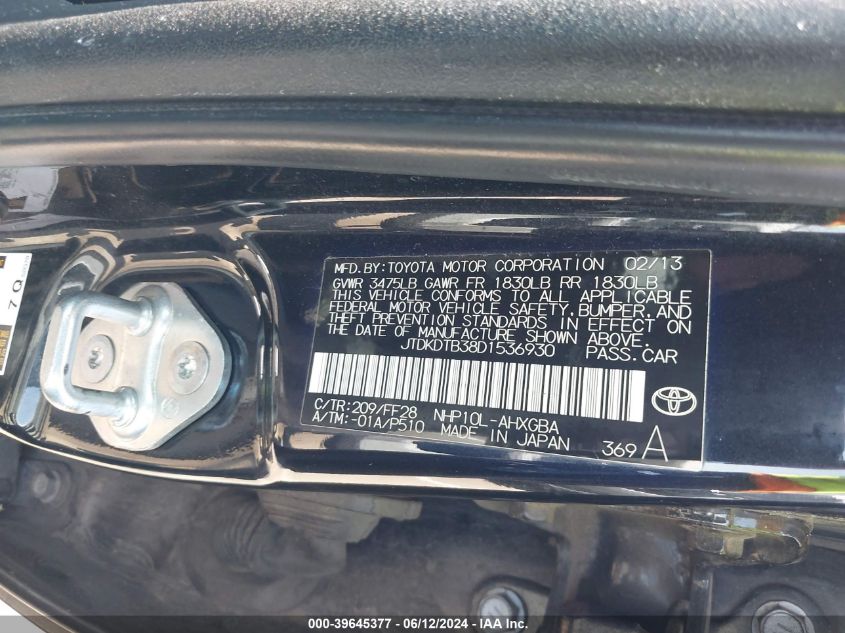 MFD.BY:TOYOTA MOTOR CORPORATION 02/13
GVWR 3475LB GAWR FR 1830LB RR 1830LB
THIS VEHICLE CONFORMS TO ALL APPLICABLE
FEDERAL MOTOR VEHICLE SAFETY,BUMPER,AND
THEFT PREVENTION STANDARDS IN EFFECT ON
THE DATE OF MANUFACTURE SHOWN ABOVE.
JTDKDTB38D1536930 PASS.CAR
C/TR:209/FF28 NHP10L-AHXGBA
A/TM:-01A/P510 MADE IN JAPAN
369 A
7Q
000-39645377 - 06/12/2024 - IAA Inc.